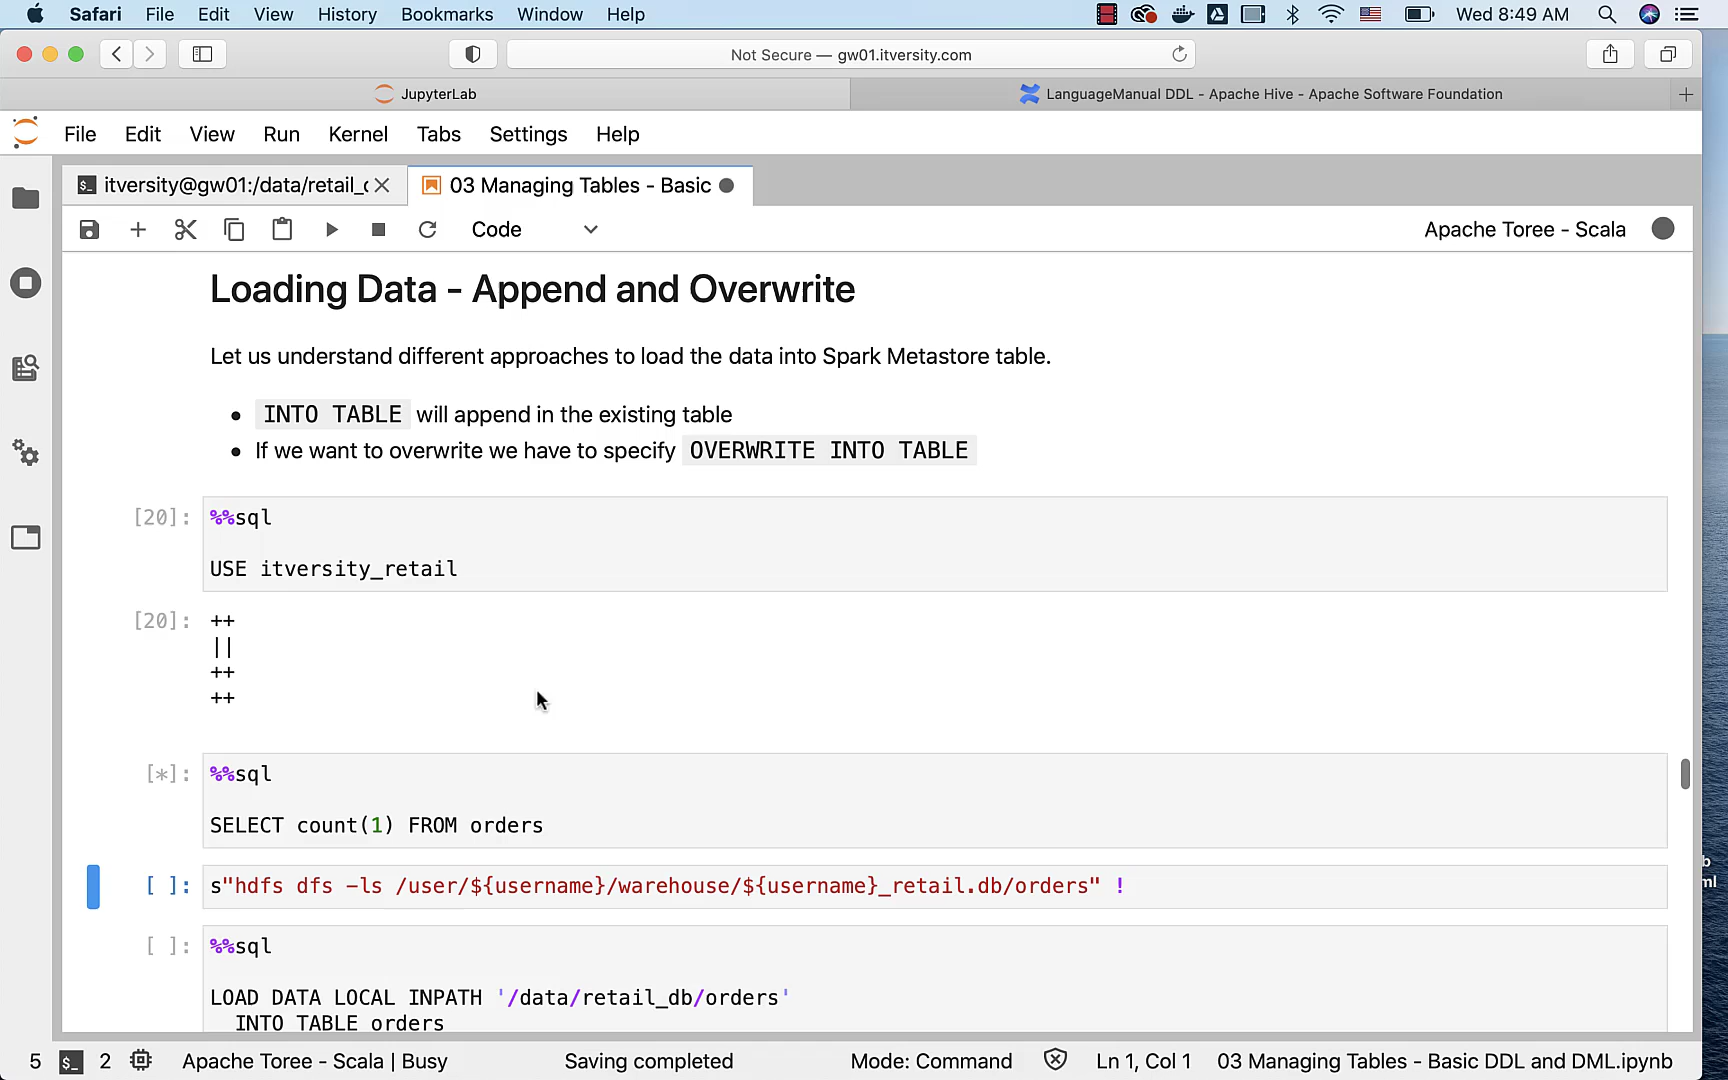 Safari File Edit View History Bookmarks Window Help Wed 8:49 AM
Not Secure — gw01.itversity.com
JupyterLab LanguageManual DDL - Apache Hive - Apache Software Foundation
File Edit View Run Kernel Tabs Settings Help
itversity@gw01:/data/retail_ 03 Managing Tables - Basic
Code Apache Toree - Scala
Loading Data - Append and Overwrite
Let us understand different approaches to load the data into Spark Metastore table.
• INTO TABLE will append in the existing table
• If we want to overwrite we have to specify OVERWRITE INTO TABLE
[20]: %%sql
USE itversity_retail
[20]: ++
||
++
++
[*]: %%sql
SELECT count(1) FROM orders
[ ]: s"hdfs dfs -ls /user/${username}/warehouse/${username}_retail.db/orders" !
[ ]: %%sql
LOAD DATA LOCAL INPATH '/data/retail_db/orders'
INTO TABLE orders
5 $_ 2 Apache Toree - Scala | Busy Saving completed Mode: Command Ln 1, Col 1 03 Managing Tables - Basic DDL and DML.ipynb